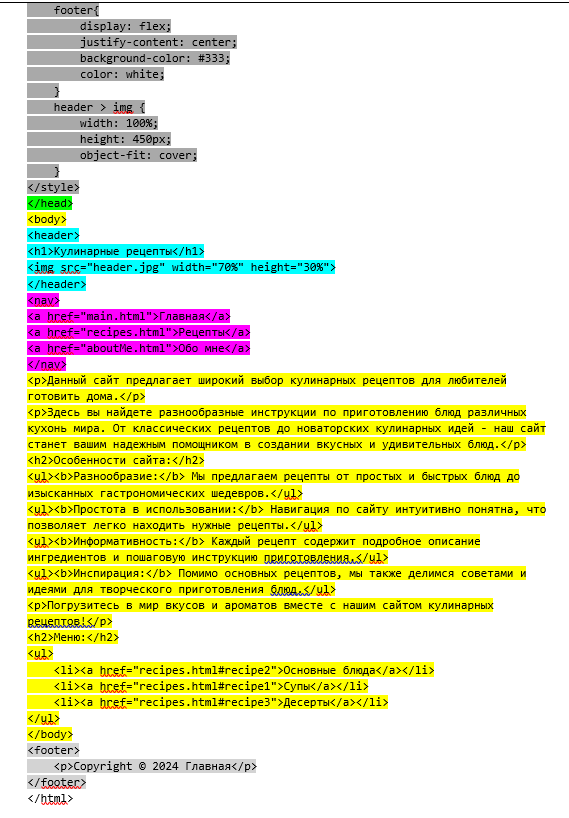 footer{
display: flex;
justify-content: center;
background-color: #333;
color: white;
}
header > img {
width: 100%;
height: 450px;
object-fit: cover;
}
</style>
</head>
<body>
<header>
<h1>Кулинарные рецепты</h1>
<img src="header.jpg" width="70%" height="30%">
</header>
<nav>
<a href="main.html">Главная</a>
<a href="recipes.html">Рецепты</a>
<a href="aboutMe.html">Обо мне</a>
</nav>
<p>Данный сайт предлагает широкий выбор кулинарных рецептов для любителей
готовить дома.</p>
<p>Здесь вы найдете разнообразные инструкции по приготовлению блюд различных
кухонь мира. От классических рецептов до новаторских кулинарных идей - наш сайт
станет вашим надежным помощником в создании вкусных и удивительных блюд.</p>
<h2>Особенности сайта:</h2>
<ul><b>Разнообразие:</b> Мы предлагаем рецепты от простых и быстрых блюд до
изысканных гастрономических шедевров.</ul>
<ul><b>Простота в использовании:</b> Навигация по сайту интуитивно понятна, что
позволяет легко находить нужные рецепты.</ul>
<ul><b>Информативность:</b> Каждый рецепт содержит подробное описание
ингредиентов и пошаговую инструкцию приготовления.</ul>
<ul><b>Инспирация:</b> Помимо основных рецептов, мы также делимся советами и
идеями для творческого приготовления блюд.</ul>
<p>Погрузитесь в мир вкусов и ароматов вместе с нашим сайтом кулинарных
рецептов!</p>
<h2>Меню:</h2>
<ul>
<li><a href="recipes.html#recipe2">Основные блюда</a></li>
<li><a href="recipes.html#recipe1">Супы</a></li>
<li><a href="recipes.html#recipe3">Десерты</a></li>
</ul>
</body>
<footer>
<p>Copyright © 2024 Главная</p>
</footer>
</html>